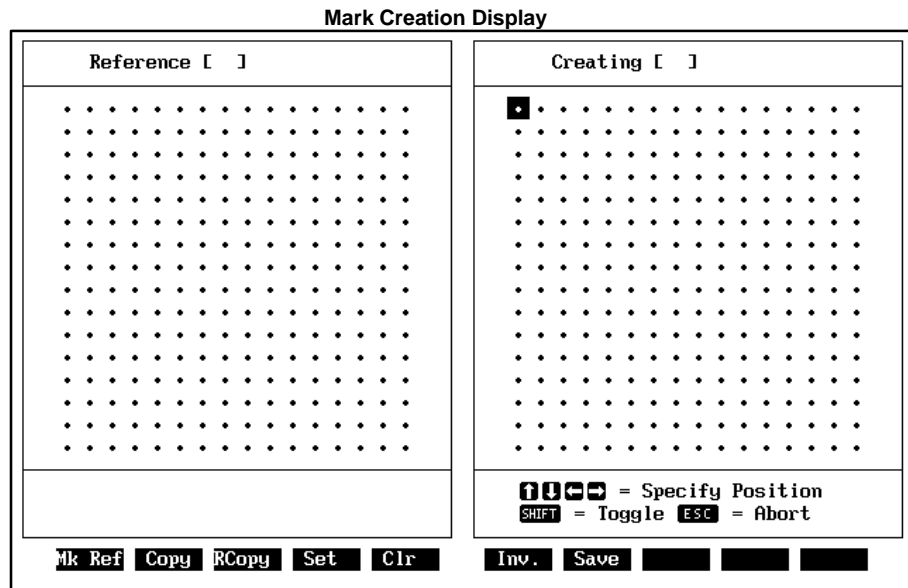 Mark Creation Display
Reference [ ]
Creating [ ]
↑↓←→ = Specify Position
SHIFT = Toggle ESC = Abort
Mk Ref Copy RCopy Set Clr Inv. Save